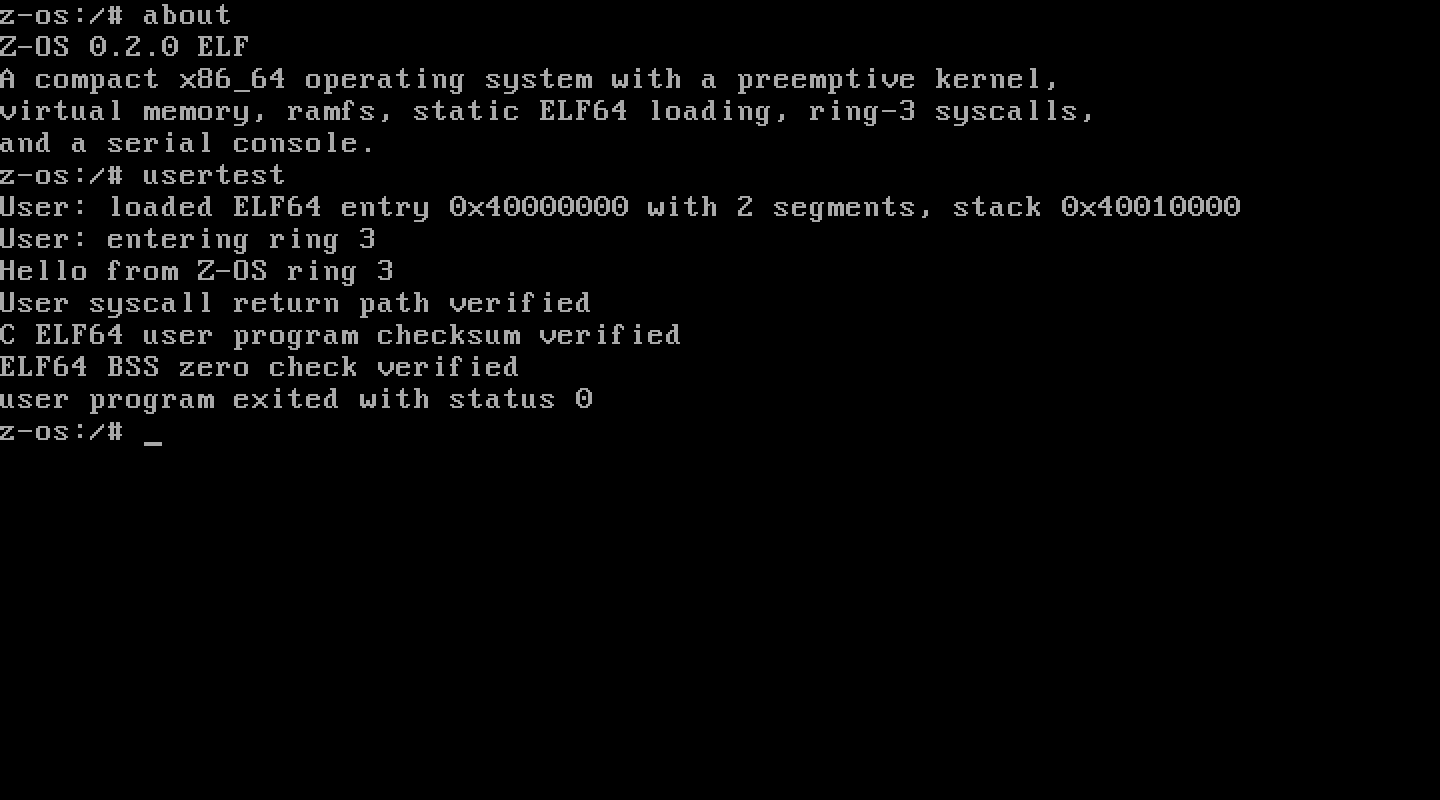 z-os:/# about
Z-OS 0.2.0 ELF
A compact x86_64 operating system with a preemptive kernel,
virtual memory, ramfs, static ELF64 loading, ring-3 syscalls,
and a serial console.
z-os:/# usertest
User: loaded ELF64 entry 0x40000000 with 2 segments, stack 0x40010000
User: entering ring 3
Hello from Z-OS ring 3
User syscall return path verified
C ELF64 user program checksum verified
ELF64 BSS zero check verified
user program exited with status 0
z-os:/# _